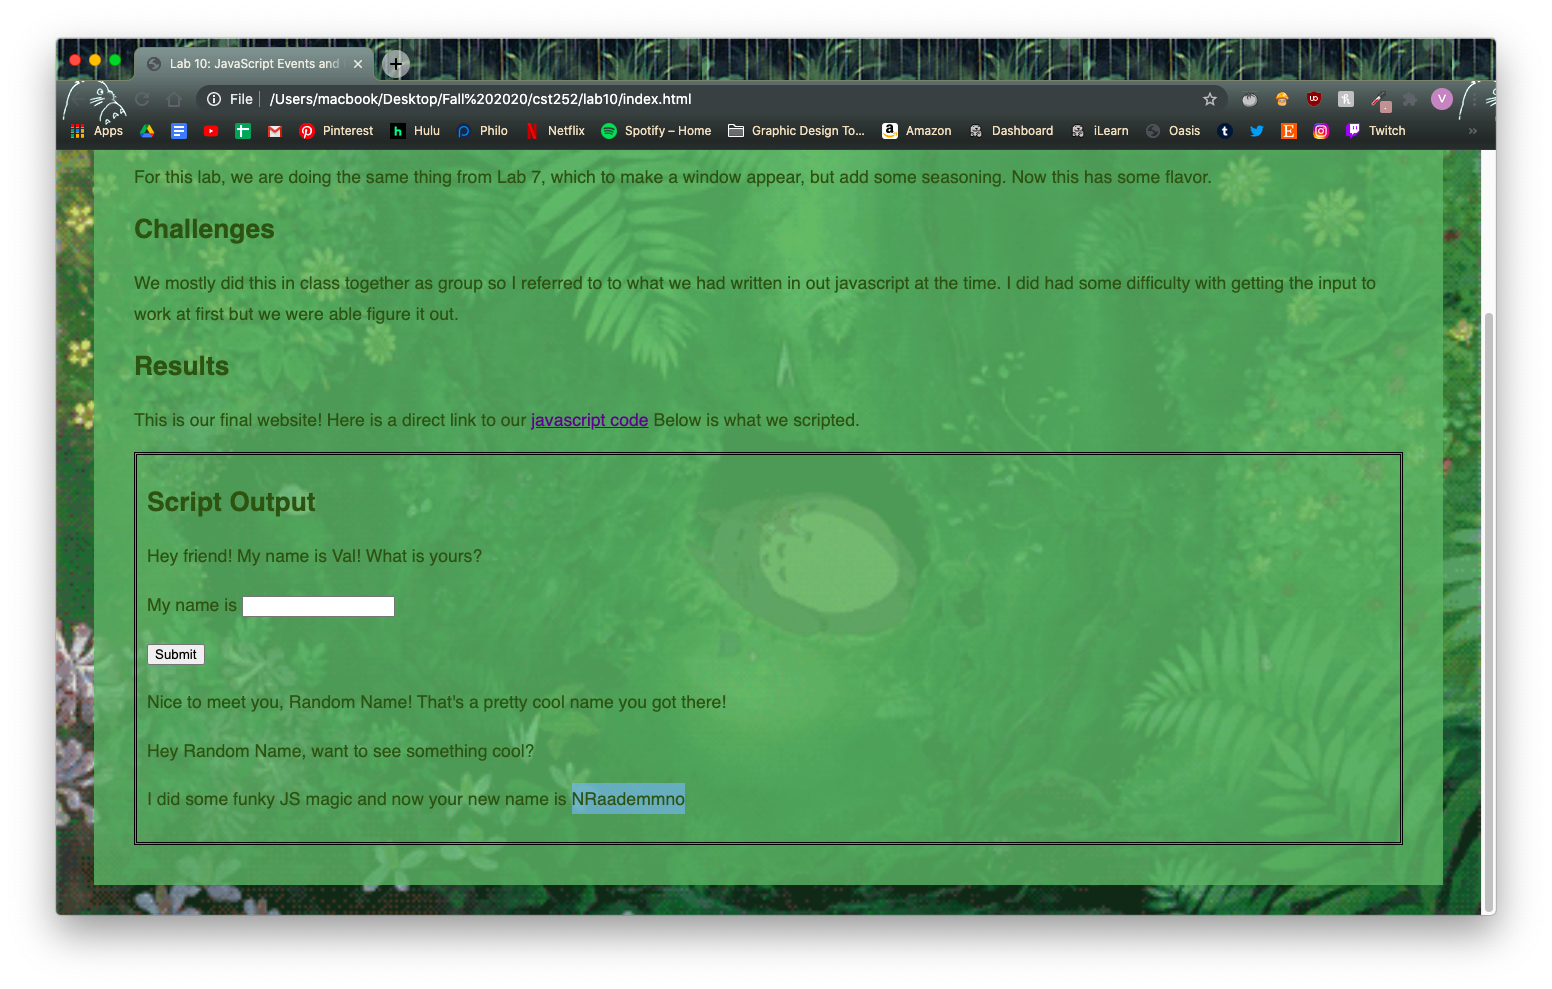 Lab 10: JavaScript Events and
File /Users/macbook/Desktop/Fall%202020/cst252/lab10/index.html V
Apps Pinterest Hulu Philo Netflix Spotify – Home Graphic Design To... Amazon Dashboard iLearn Oasis Twitch
For this lab, we are doing the same thing from Lab 7, which to make a window appear, but add some seasoning. Now this has some flavor.
Challenges
We mostly did this in class together as group so I referred to to what we had written in out javascript at the time. I did had some difficulty with getting the input to
work at first but we were able figure it out.
Results
This is our final website! Here is a direct link to our javascript code Below is what we scripted.
Script Output
Hey friend! My name is Val! What is yours?
My name is
Submit
Nice to meet you, Random Name! That's a pretty cool name you got there!
Hey Random Name, want to see something cool?
I did some funky JS magic and now your new name is NRaademmno